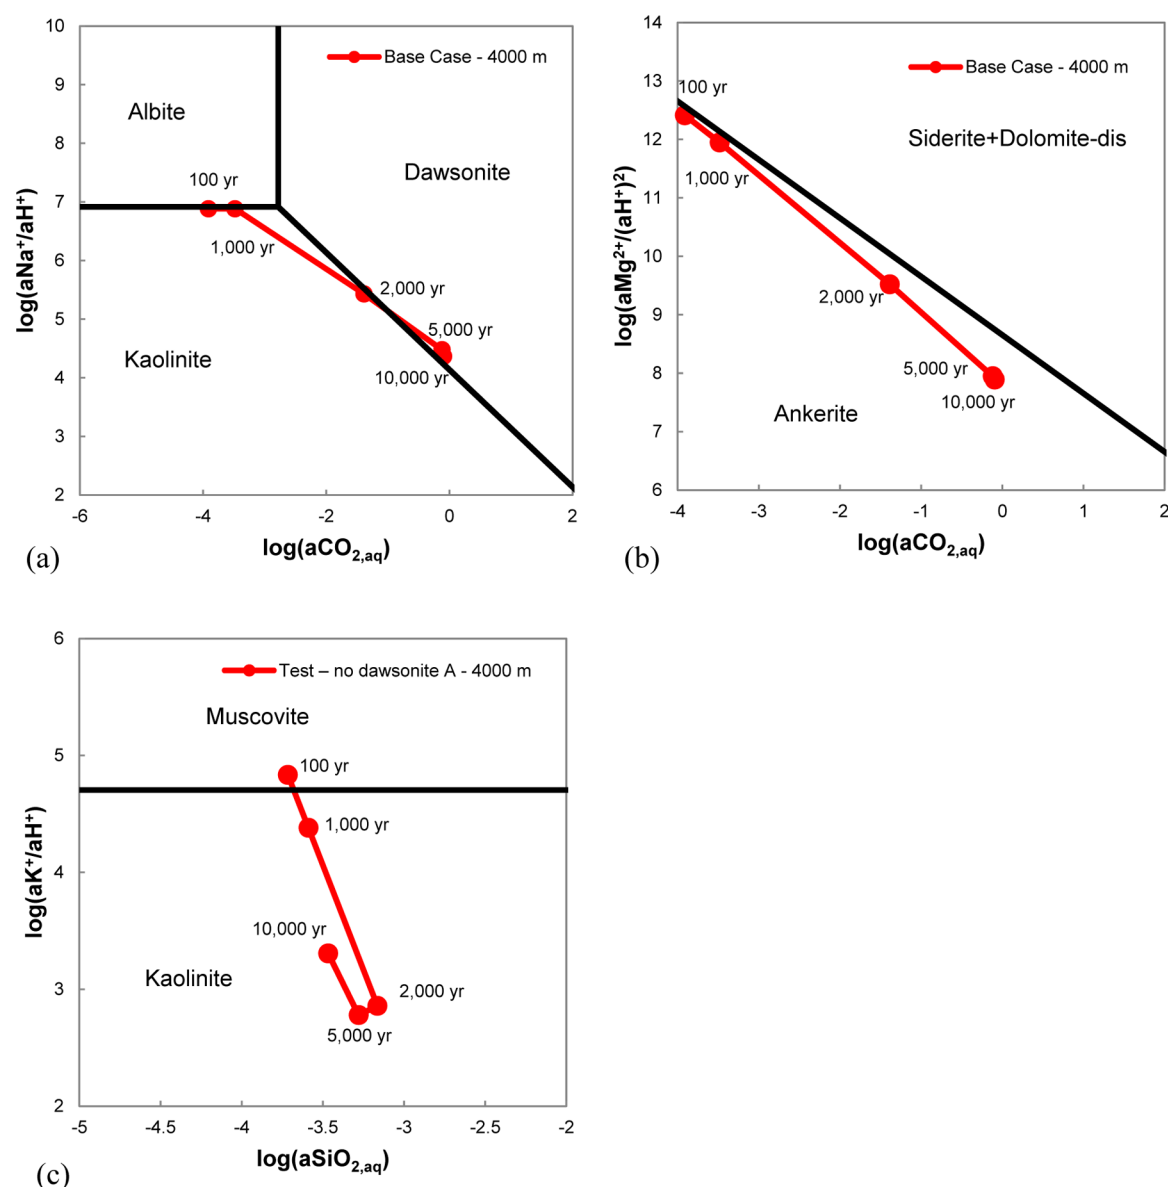 10
9
8
7
6
5
4
3
2
-6
-4
-2
0
2
log(aNa⁺/aH⁺)
log(aCO₂,aq)
Base Case - 4000 m
Albite
Dawsonite
Kaolinite
100 yr
1,000 yr
2,000 yr
5,000 yr
10,000 yr
(a)
14
13
12
11
10
9
8
7
6
-4
-3
-2
-1
0
1
2
log(aMg²⁺/(aH⁺)²)
log(aCO₂,aq)
Base Case - 4000 m
100 yr
Siderite+Dolomite-dis
1,000 yr
2,000 yr
5,000 yr
10,000 yr
Ankerite
(b)
6
5
4
3
2
-5
-4.5
-4
-3.5
-3
-2.5
-2
log(aK⁺/aH⁺)
log(aSiO₂,aq)
Test – no dawsonite A - 4000 m
Muscovite
100 yr
1,000 yr
10,000 yr
Kaolinite
2,000 yr
5,000 yr
(c)